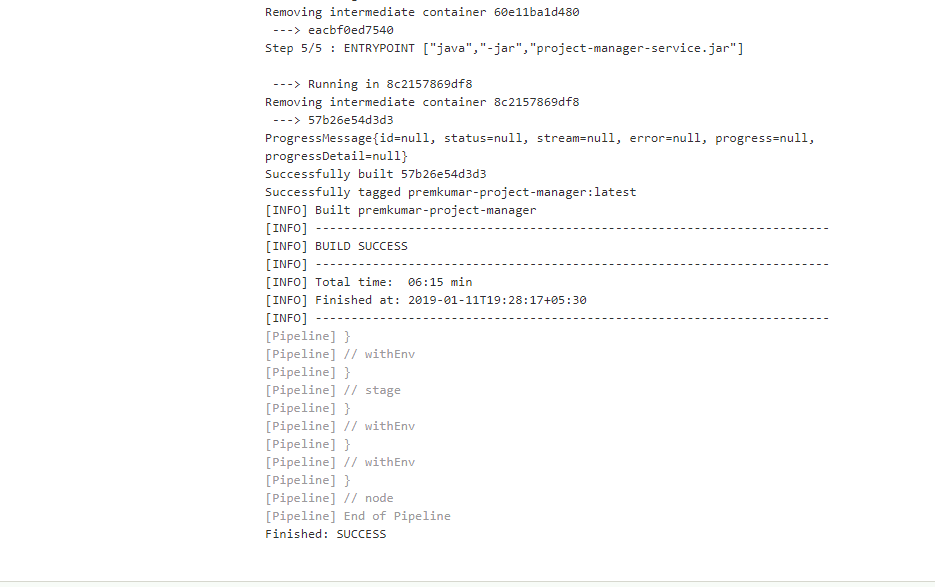 Removing intermediate container 60e11ba1d480
 ---> eacbf0ed7540
Step 5/5 : ENTRYPOINT ["java","-jar","project-manager-service.jar"]

 ---> Running in 8c2157869df8
Removing intermediate container 8c2157869df8
 ---> 57b26e54d3d3
ProgressMessage{id=null, status=null, stream=null, error=null, progress=null,
progressDetail=null}
Successfully built 57b26e54d3d3
Successfully tagged premkumar-project-manager:latest
[INFO] Built premkumar-project-manager
[INFO] ------------------------------------------------------------------------
[INFO] BUILD SUCCESS
[INFO] ------------------------------------------------------------------------
[INFO] Total time:  06:15 min
[INFO] Finished at: 2019-01-11T19:28:17+05:30
[INFO] ------------------------------------------------------------------------
[Pipeline] }
[Pipeline] // withEnv
[Pipeline] }
[Pipeline] // stage
[Pipeline] }
[Pipeline] // withEnv
[Pipeline] }
[Pipeline] // withEnv
[Pipeline] }
[Pipeline] // node
[Pipeline] End of Pipeline
Finished: SUCCESS